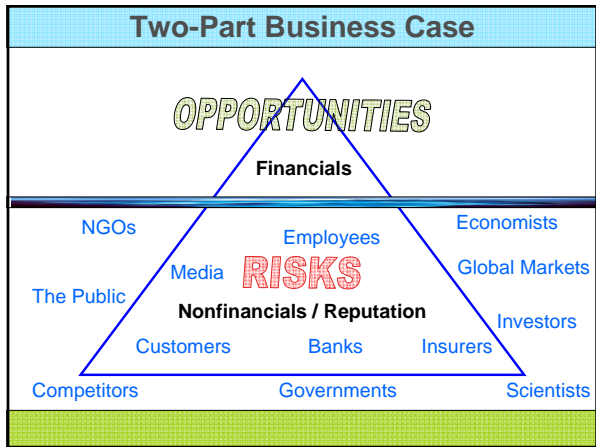 Two-Part Business Case
OPPORTUNITIES
Financials
NGOs
Employees
Economists
Media
RISKS
Global Markets
The Public
Nonfinancials / Reputation
Investors
Customers
Banks
Insurers
Competitors
Governments
Scientists